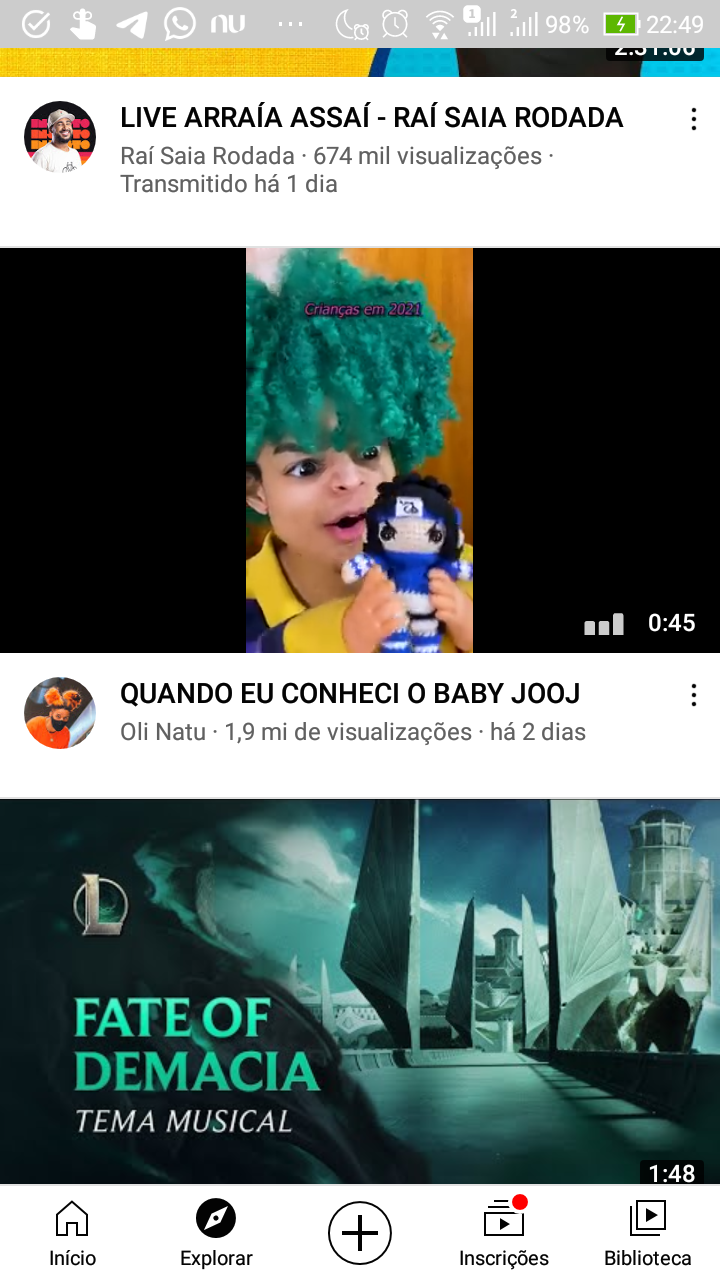 1
2
98%
22:49
2:31:00
LIVE ARRAÍA ASSAÍ - RAÍ SAIA RODADA
Raí Saia Rodada · 674 mil visualizações ·
Transmitido há 1 dia
Crianças em 2021
0:45
QUANDO EU CONHECI O BABY JOOJ
Oli Natu · 1,9 mi de visualizações · há 2 dias
FATE OF
DEMACIA
TEMA MUSICAL
1:48
Início
Explorar
Inscrições
Biblioteca